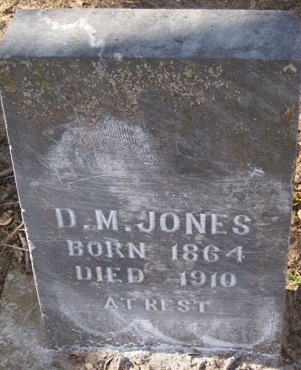 D.M. JONES
BORN 1864
DIED 1910
AT REST